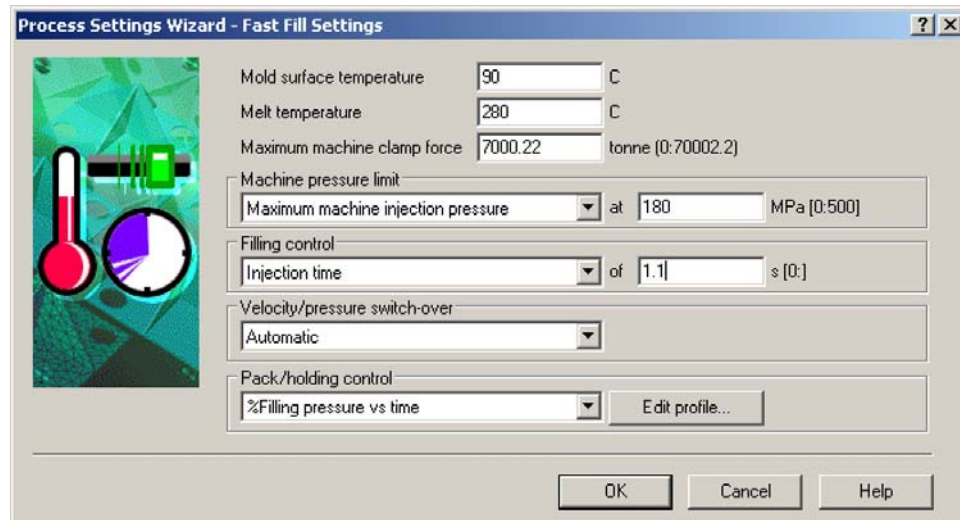 Process Settings Wizard - Fast Fill Settings
Mold surface temperature 90 C
Melt temperature 280 C
Maximum machine clamp force 7000.22 tonne (0:70002.2)
Machine pressure limit
Maximum machine injection pressure at 180 MPa [0:500]
Filling control
Injection time of 1.1 s [0:]
Velocity/pressure switch-over
Automatic
Pack/holding control
%Filling pressure vs time Edit profile...
OK Cancel Help